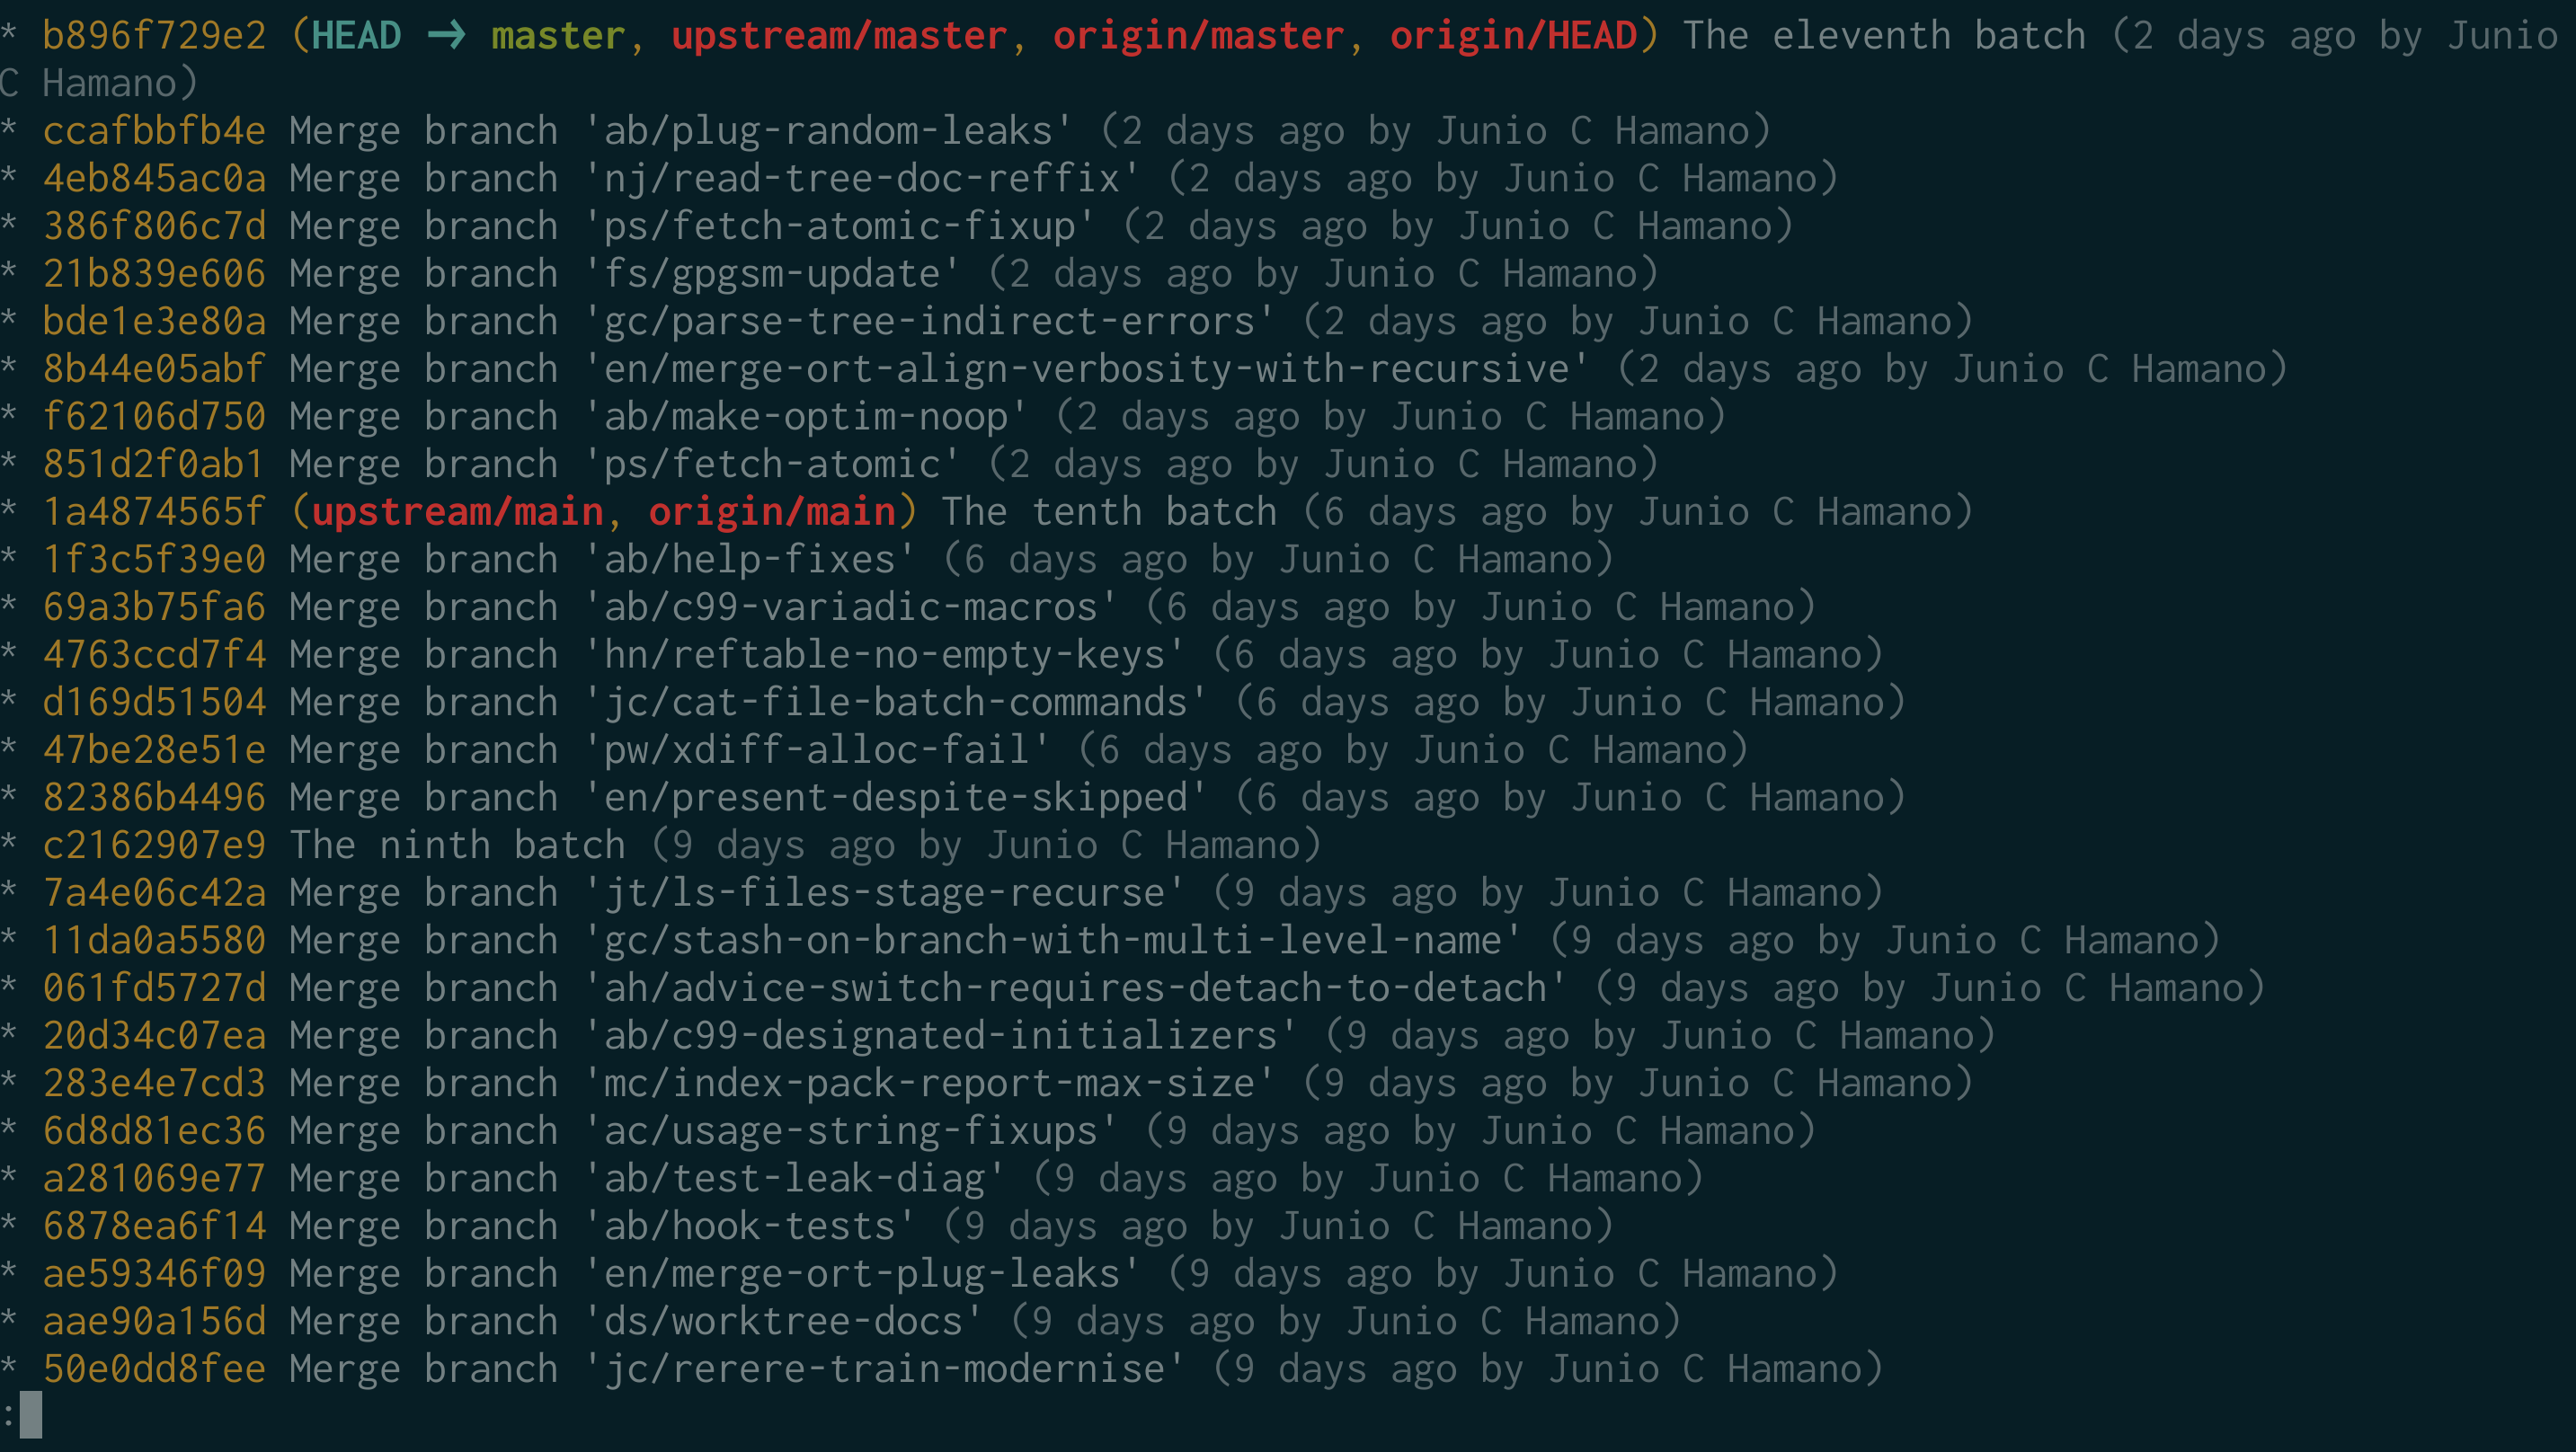 * b896f729e2 (HEAD → master, upstream/master, origin/master, origin/HEAD) The eleventh batch (2 days ago by Junio
C Hamano)
* ccafbbfb4e Merge branch 'ab/plug-random-leaks' (2 days ago by Junio C Hamano)
* 4eb845ac0a Merge branch 'nj/read-tree-doc-reffix' (2 days ago by Junio C Hamano)
* 386f806c7d Merge branch 'ps/fetch-atomic-fixup' (2 days ago by Junio C Hamano)
* 21b839e606 Merge branch 'fs/gpgsm-update' (2 days ago by Junio C Hamano)
* bde1e3e80a Merge branch 'gc/parse-tree-indirect-errors' (2 days ago by Junio C Hamano)
* 8b44e05abf Merge branch 'en/merge-ort-align-verbosity-with-recursive' (2 days ago by Junio C Hamano)
* f62106d750 Merge branch 'ab/make-optim-noop' (2 days ago by Junio C Hamano)
* 851d2f0ab1 Merge branch 'ps/fetch-atomic' (2 days ago by Junio C Hamano)
* 1a4874565f (upstream/main, origin/main) The tenth batch (6 days ago by Junio C Hamano)
* 1f3c5f39e0 Merge branch 'ab/help-fixes' (6 days ago by Junio C Hamano)
* 69a3b75fa6 Merge branch 'ab/c99-variadic-macros' (6 days ago by Junio C Hamano)
* 4763ccd7f4 Merge branch 'hn/reftable-no-empty-keys' (6 days ago by Junio C Hamano)
* d169d51504 Merge branch 'jc/cat-file-batch-commands' (6 days ago by Junio C Hamano)
* 47be28e51e Merge branch 'pw/xdiff-alloc-fail' (6 days ago by Junio C Hamano)
* 82386b4496 Merge branch 'en/present-despite-skipped' (6 days ago by Junio C Hamano)
* c2162907e9 The ninth batch (9 days ago by Junio C Hamano)
* 7a4e06c42a Merge branch 'jt/ls-files-stage-recurse' (9 days ago by Junio C Hamano)
* 11da0a5580 Merge branch 'gc/stash-on-branch-with-multi-level-name' (9 days ago by Junio C Hamano)
* 061fd5727d Merge branch 'ah/advice-switch-requires-detach-to-detach' (9 days ago by Junio C Hamano)
* 20d34c07ea Merge branch 'ab/c99-designated-initializers' (9 days ago by Junio C Hamano)
* 283e4e7cd3 Merge branch 'mc/index-pack-report-max-size' (9 days ago by Junio C Hamano)
* 6d8d81ec36 Merge branch 'ac/usage-string-fixups' (9 days ago by Junio C Hamano)
* a281069e77 Merge branch 'ab/test-leak-diag' (9 days ago by Junio C Hamano)
* 6878ea6f14 Merge branch 'ab/hook-tests' (9 days ago by Junio C Hamano)
* ae59346f09 Merge branch 'en/merge-ort-plug-leaks' (9 days ago by Junio C Hamano)
* aae90a156d Merge branch 'ds/worktree-docs' (9 days ago by Junio C Hamano)
* 50e0dd8fee Merge branch 'jc/rerere-train-modernise' (9 days ago by Junio C Hamano)
: